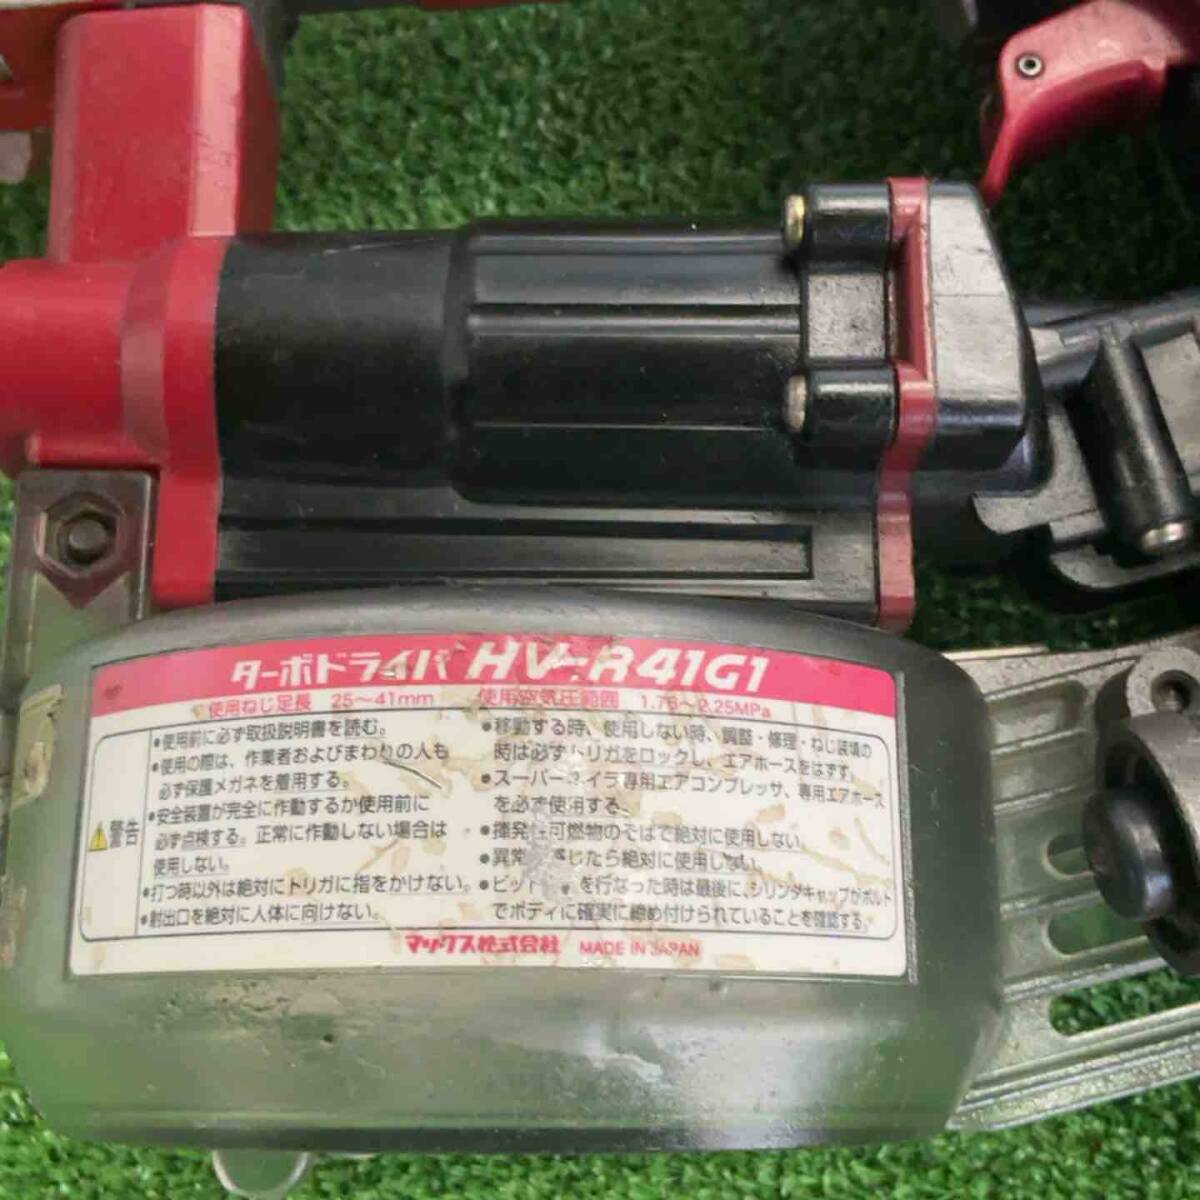 ターボドライバ HV-R41G1
使用ねじ足長 25～41mm 使用空気圧範囲 1.76～2.25MPa
警告
•使用前に必ず取扱説明書を読む。
•使用の際は、作業者およびまわりの人も
必ず保護メガネを着用する。
•安全装置が完全に作動するか使用前に
必ず点検する。正常に作動しない場合は
使用しない。
•打つ時以外は絶対にトリガに指をかけない。
•射出口を絶対に人体に向けない。
•移動する時、使用しない時、調整・修理・ねじ装填の
時は必ずトリガをロックし、エアホースをはずす。
•スーパーネイラ専用エアコンプレッサ、専用エアホース
を必ず使用する。
•揮発性可燃物のそばで絶対に使用しない。
•異常 感じたら絶対に使用しない。
•ビット を行なった時は最後に、シリンダキャップがボルト
でボディに確実に締め付けられていることを確認する。
マックス株式会社 MADE IN JAPAN